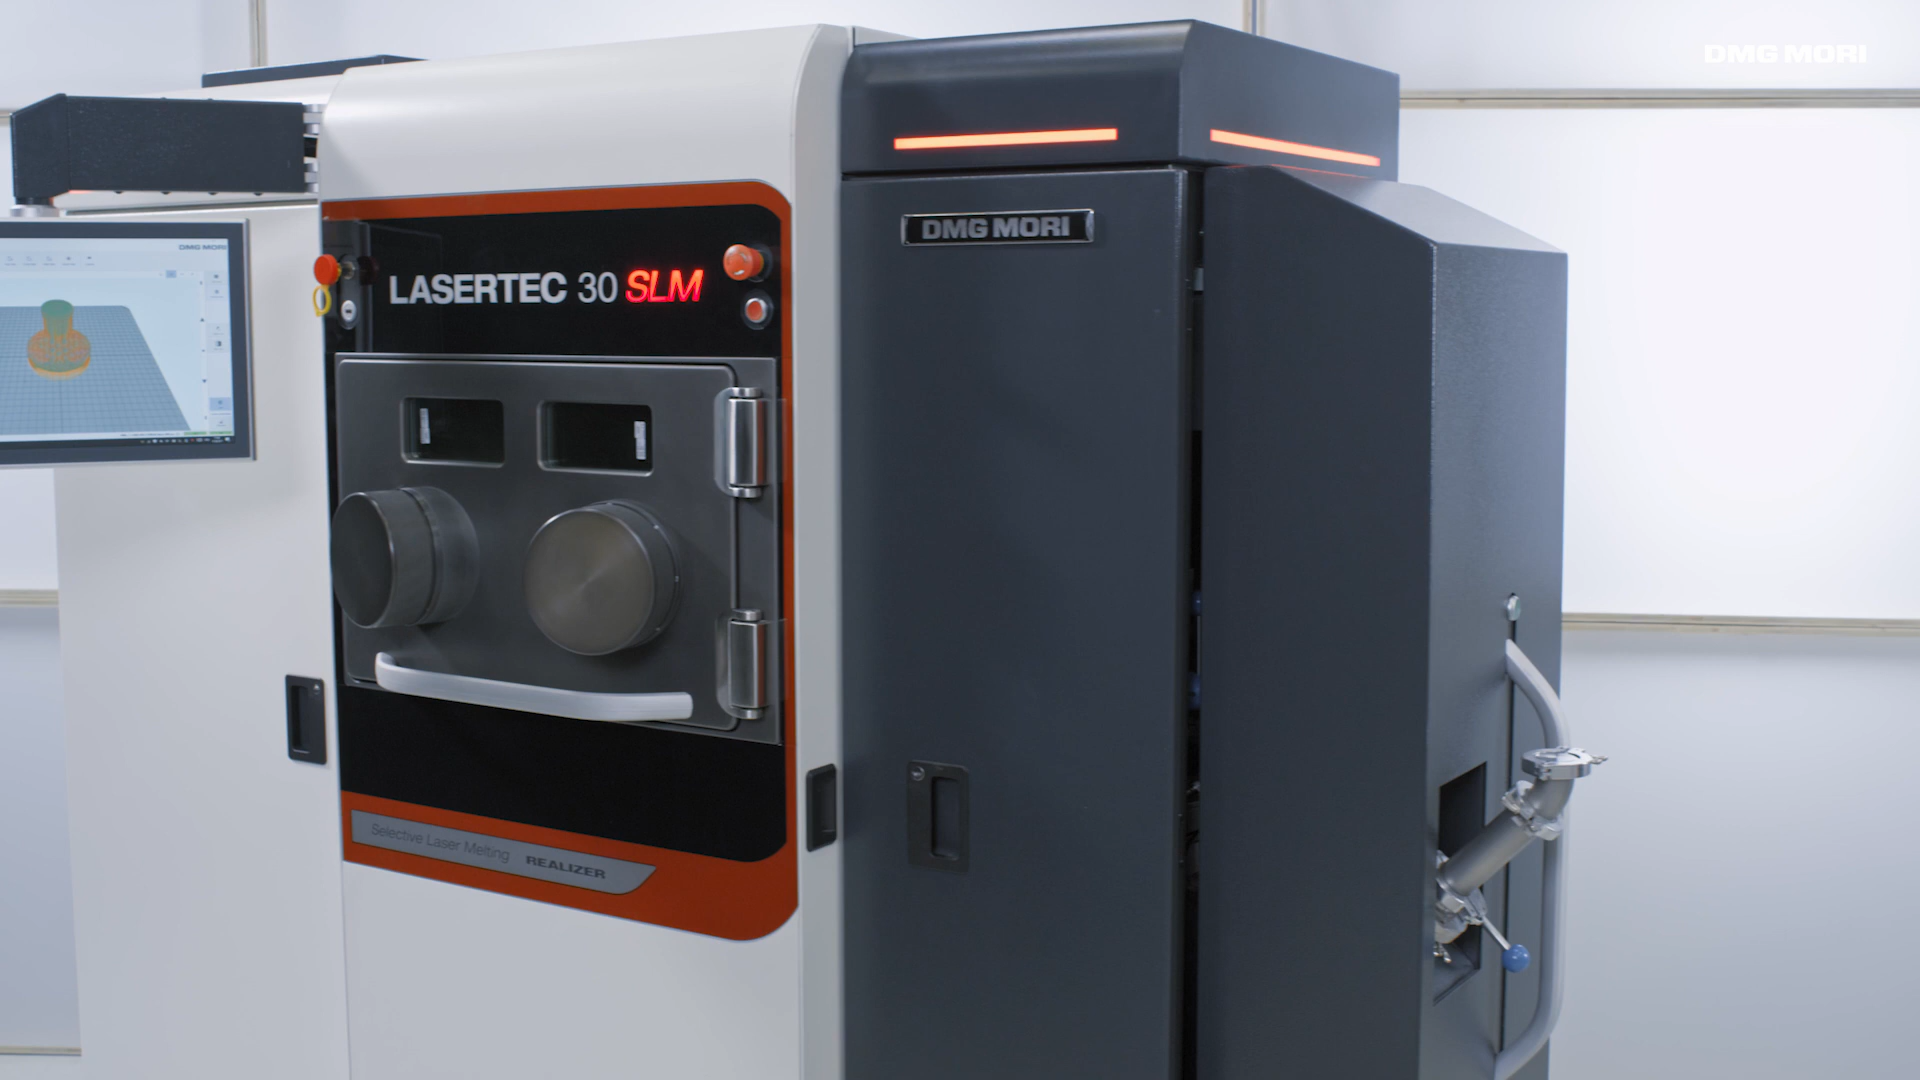 DMG MORI
DMG MORI
DMG MORI
LASERTEC 30 SLM
Selective Laser Melting REALIZER